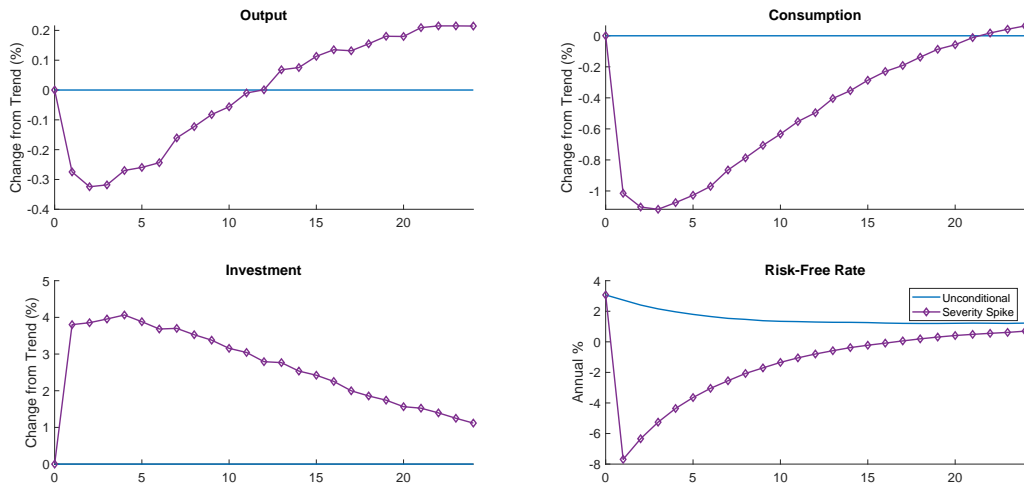 Output
Change from Trend (%)
0.2
0.1
0
-0.1
-0.2
-0.3
-0.4
0 5 10 15 20
Consumption
Change from Trend (%)
0
-0.2
-0.4
-0.6
-0.8
-1
0 5 10 15 20
Investment
Change from Trend (%)
5
4
3
2
1
0
0 5 10 15 20
Risk-Free Rate
Annual %
4
2
0
-2
-4
-6
-8
0 5 10 15 20
Unconditional
Severity Spike